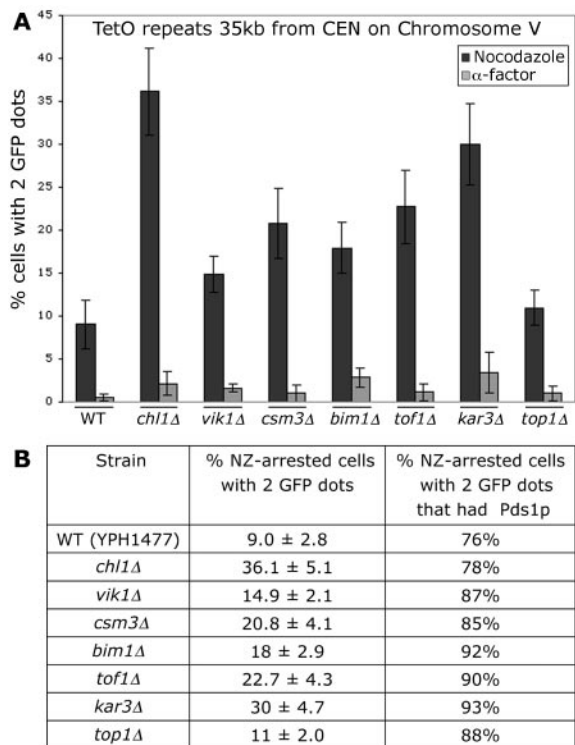 A
TetO repeats 35kb from CEN on Chromosome V
% cells with 2 GFP dots
45
40
35
30
25
20
15
10
5
0
Nocodazole
α-factor
WT chl1Δ vik1Δ csm3Δ bim1Δ tof1Δ kar3Δ top1Δ
B
Strain % NZ-arrested cells with 2 GFP dots % NZ-arrested cells with 2 GFP dots that had Pds1p
WT (YPH1477) 9.0 ± 2.8 76%
chl1Δ 36.1 ± 5.1 78%
vik1Δ 14.9 ± 2.1 87%
csm3Δ 20.8 ± 4.1 85%
bim1Δ 18 ± 2.9 92%
tof1Δ 22.7 ± 4.3 90%
kar3Δ 30 ± 4.7 93%
top1Δ 11 ± 2.0 88%